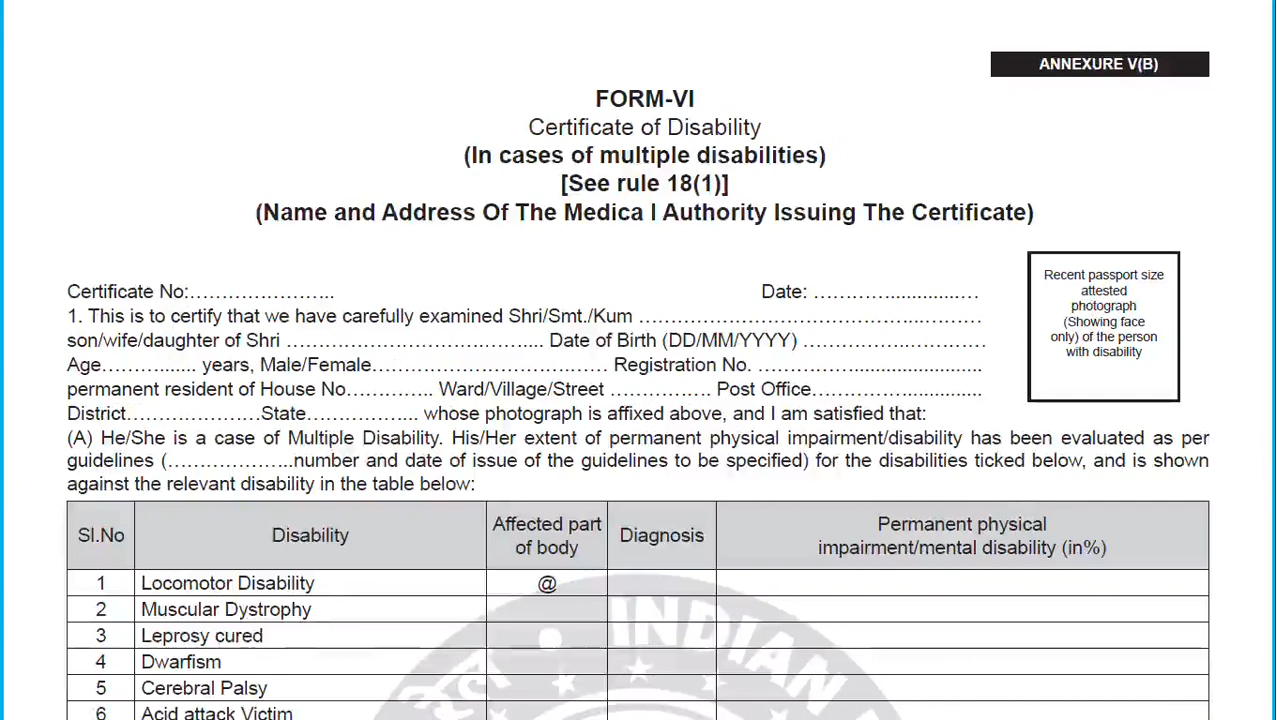 ANNEXURE V(B)
FORM-VI
Certificate of Disability
(In cases of multiple disabilities)
[See rule 18(1)]
(Name and Address Of The Medica l Authority Issuing The Certificate)
Recent passport size
attested
photograph
(Showing face
only) of the person
with disability
Certificate No:…………………….. Date: …………..............…
1. This is to certify that we have carefully examined Shri/Smt./Kum ……………………………………………………
son/wife/daughter of Shri …………………………….…..... Date of Birth (DD/MM/YYYY) ………………..…………
Age………....... years, Male/Female…………………………………… Registration No. ……………........................
permanent resident of House No.………….. Ward/Village/Street …………….. Post Office……………...............
District…………………State……………... whose photograph is affixed above, and I am satisfied that:
(A) He/She is a case of Multiple Disability. His/Her extent of permanent physical impairment/disability has been evaluated as per
guidelines (………………..number and date of issue of the guidelines to be specified) for the disabilities ticked below, and is shown
against the relevant disability in the table below:
Sl.No Disability Affected part of body Diagnosis Permanent physical impairment/mental disability (in%)
1 Locomotor Disability @
2 Muscular Dystrophy
3 Leprosy cured
4 Dwarfism
5 Cerebral Palsy
6 Acid attack Victim
INDIAN